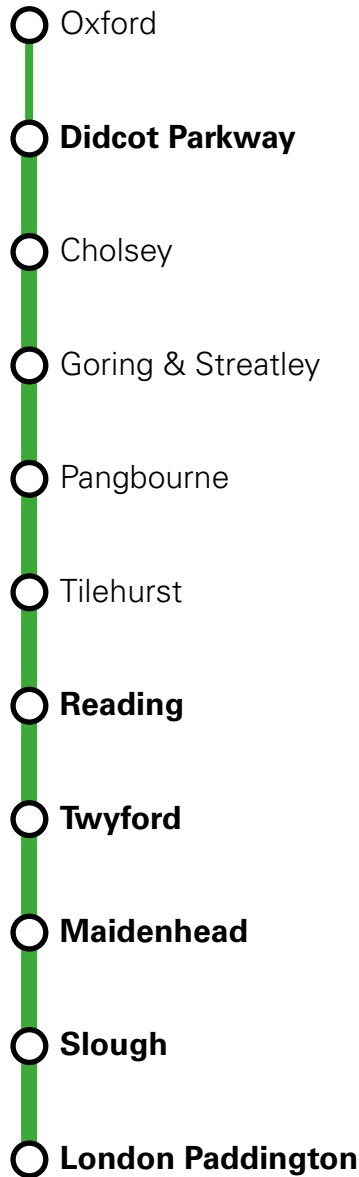 Oxford
Didcot Parkway
Cholsey
Goring & Streatley
Pangbourne
Tilehurst
Reading
Twyford
Maidenhead
Slough
London Paddington